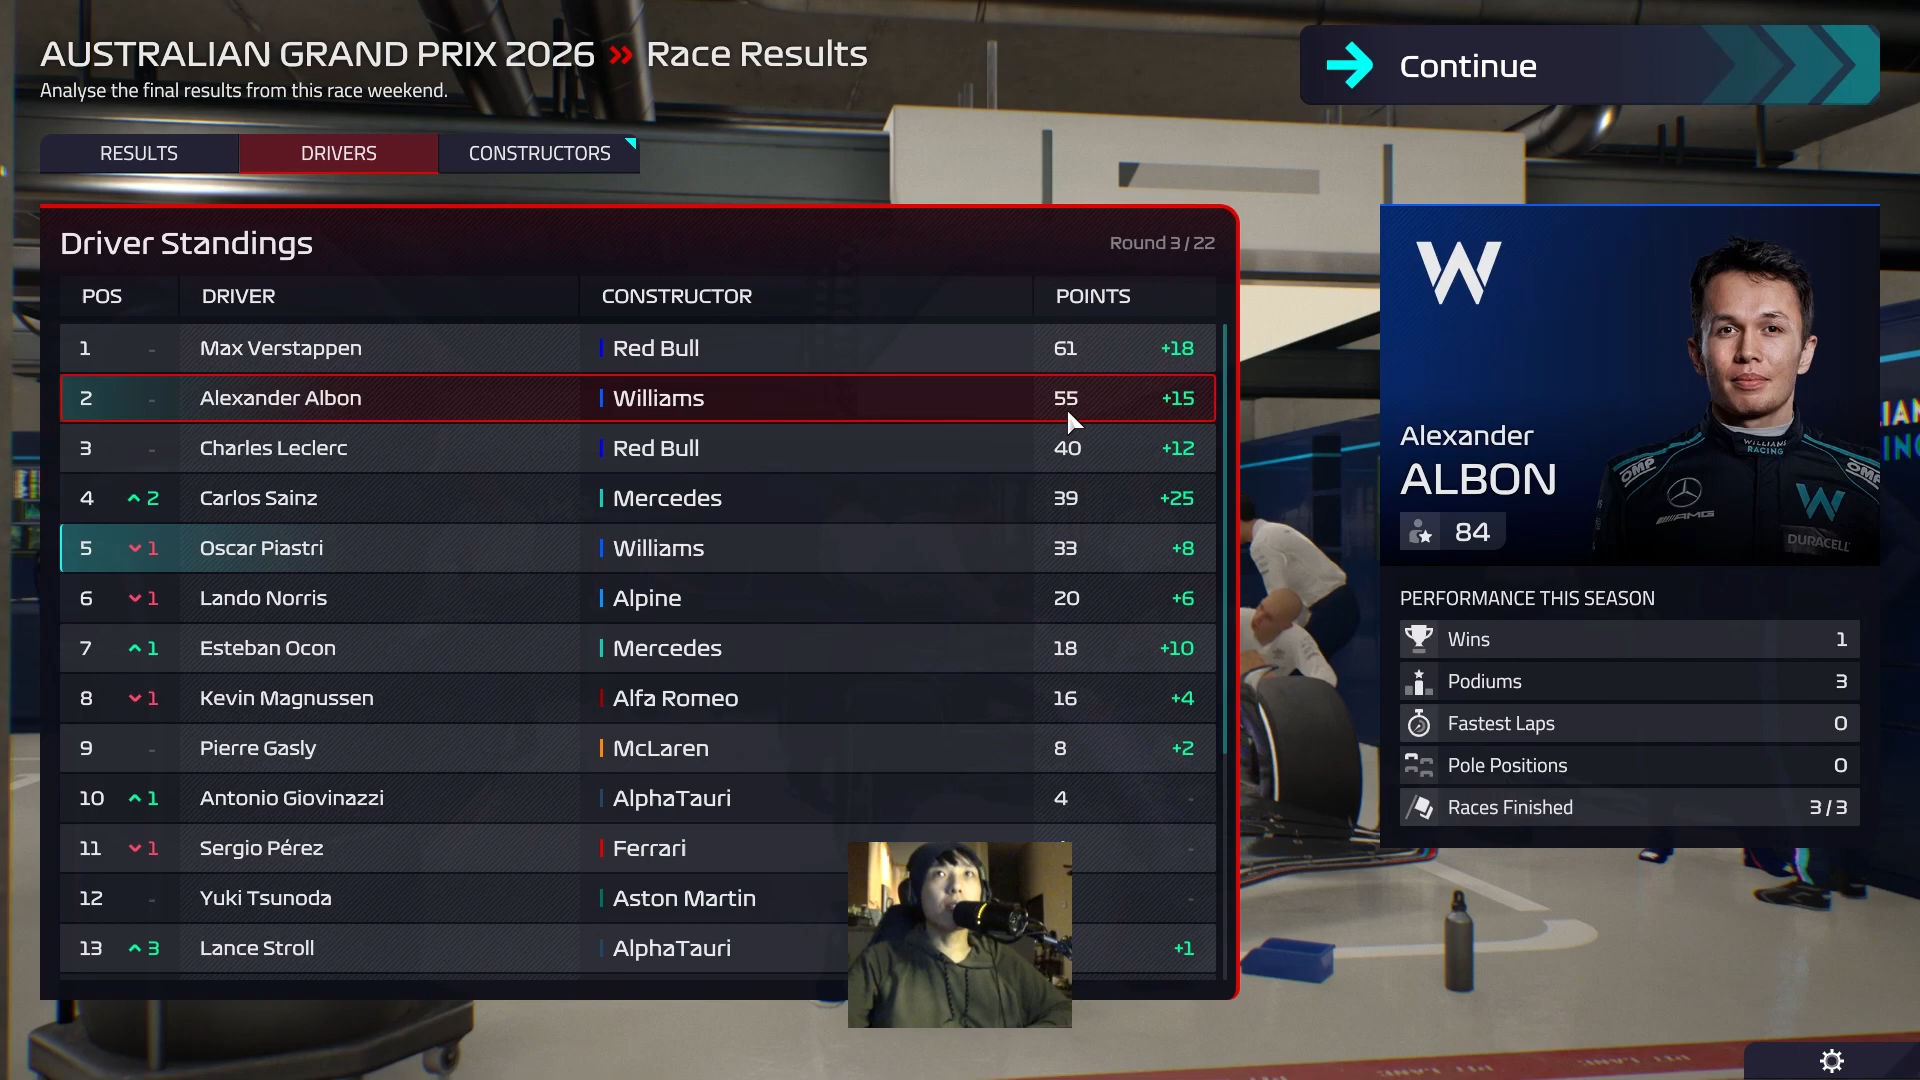 AUSTRALIAN GRAND PRIX 2026 » Race Results
Analyse the final results from this race weekend.
Continue
RESULTS
DRIVERS
CONSTRUCTORS
Driver Standings
Round 3 / 22
POS DRIVER CONSTRUCTOR POINTS
1 - Max Verstappen Red Bull 61 +18
2 - Alexander Albon Williams 55 +15
3 - Charles Leclerc Red Bull 40 +12
4 2 Carlos Sainz Mercedes 39 +25
5 1 Oscar Piastri Williams 33 +8
6 1 Lando Norris Alpine 20 +6
7 1 Esteban Ocon Mercedes 18 +10
8 1 Kevin Magnussen Alfa Romeo 16 +4
9 - Pierre Gasly McLaren 8 +2
10 1 Antonio Giovinazzi AlphaTauri 4 -
11 1 Sergio Pérez Ferrari -
12 - Yuki Tsunoda Aston Martin -
13 3 Lance Stroll AlphaTauri +1
W
Alexander
ALBON
84
WILLIAMS
RACING
OMP
OMP
AMG
W
DURACELL
PERFORMANCE THIS SEASON
Wins 1
Podiums 3
Fastest Laps 0
Pole Positions 0
Races Finished 3 / 3